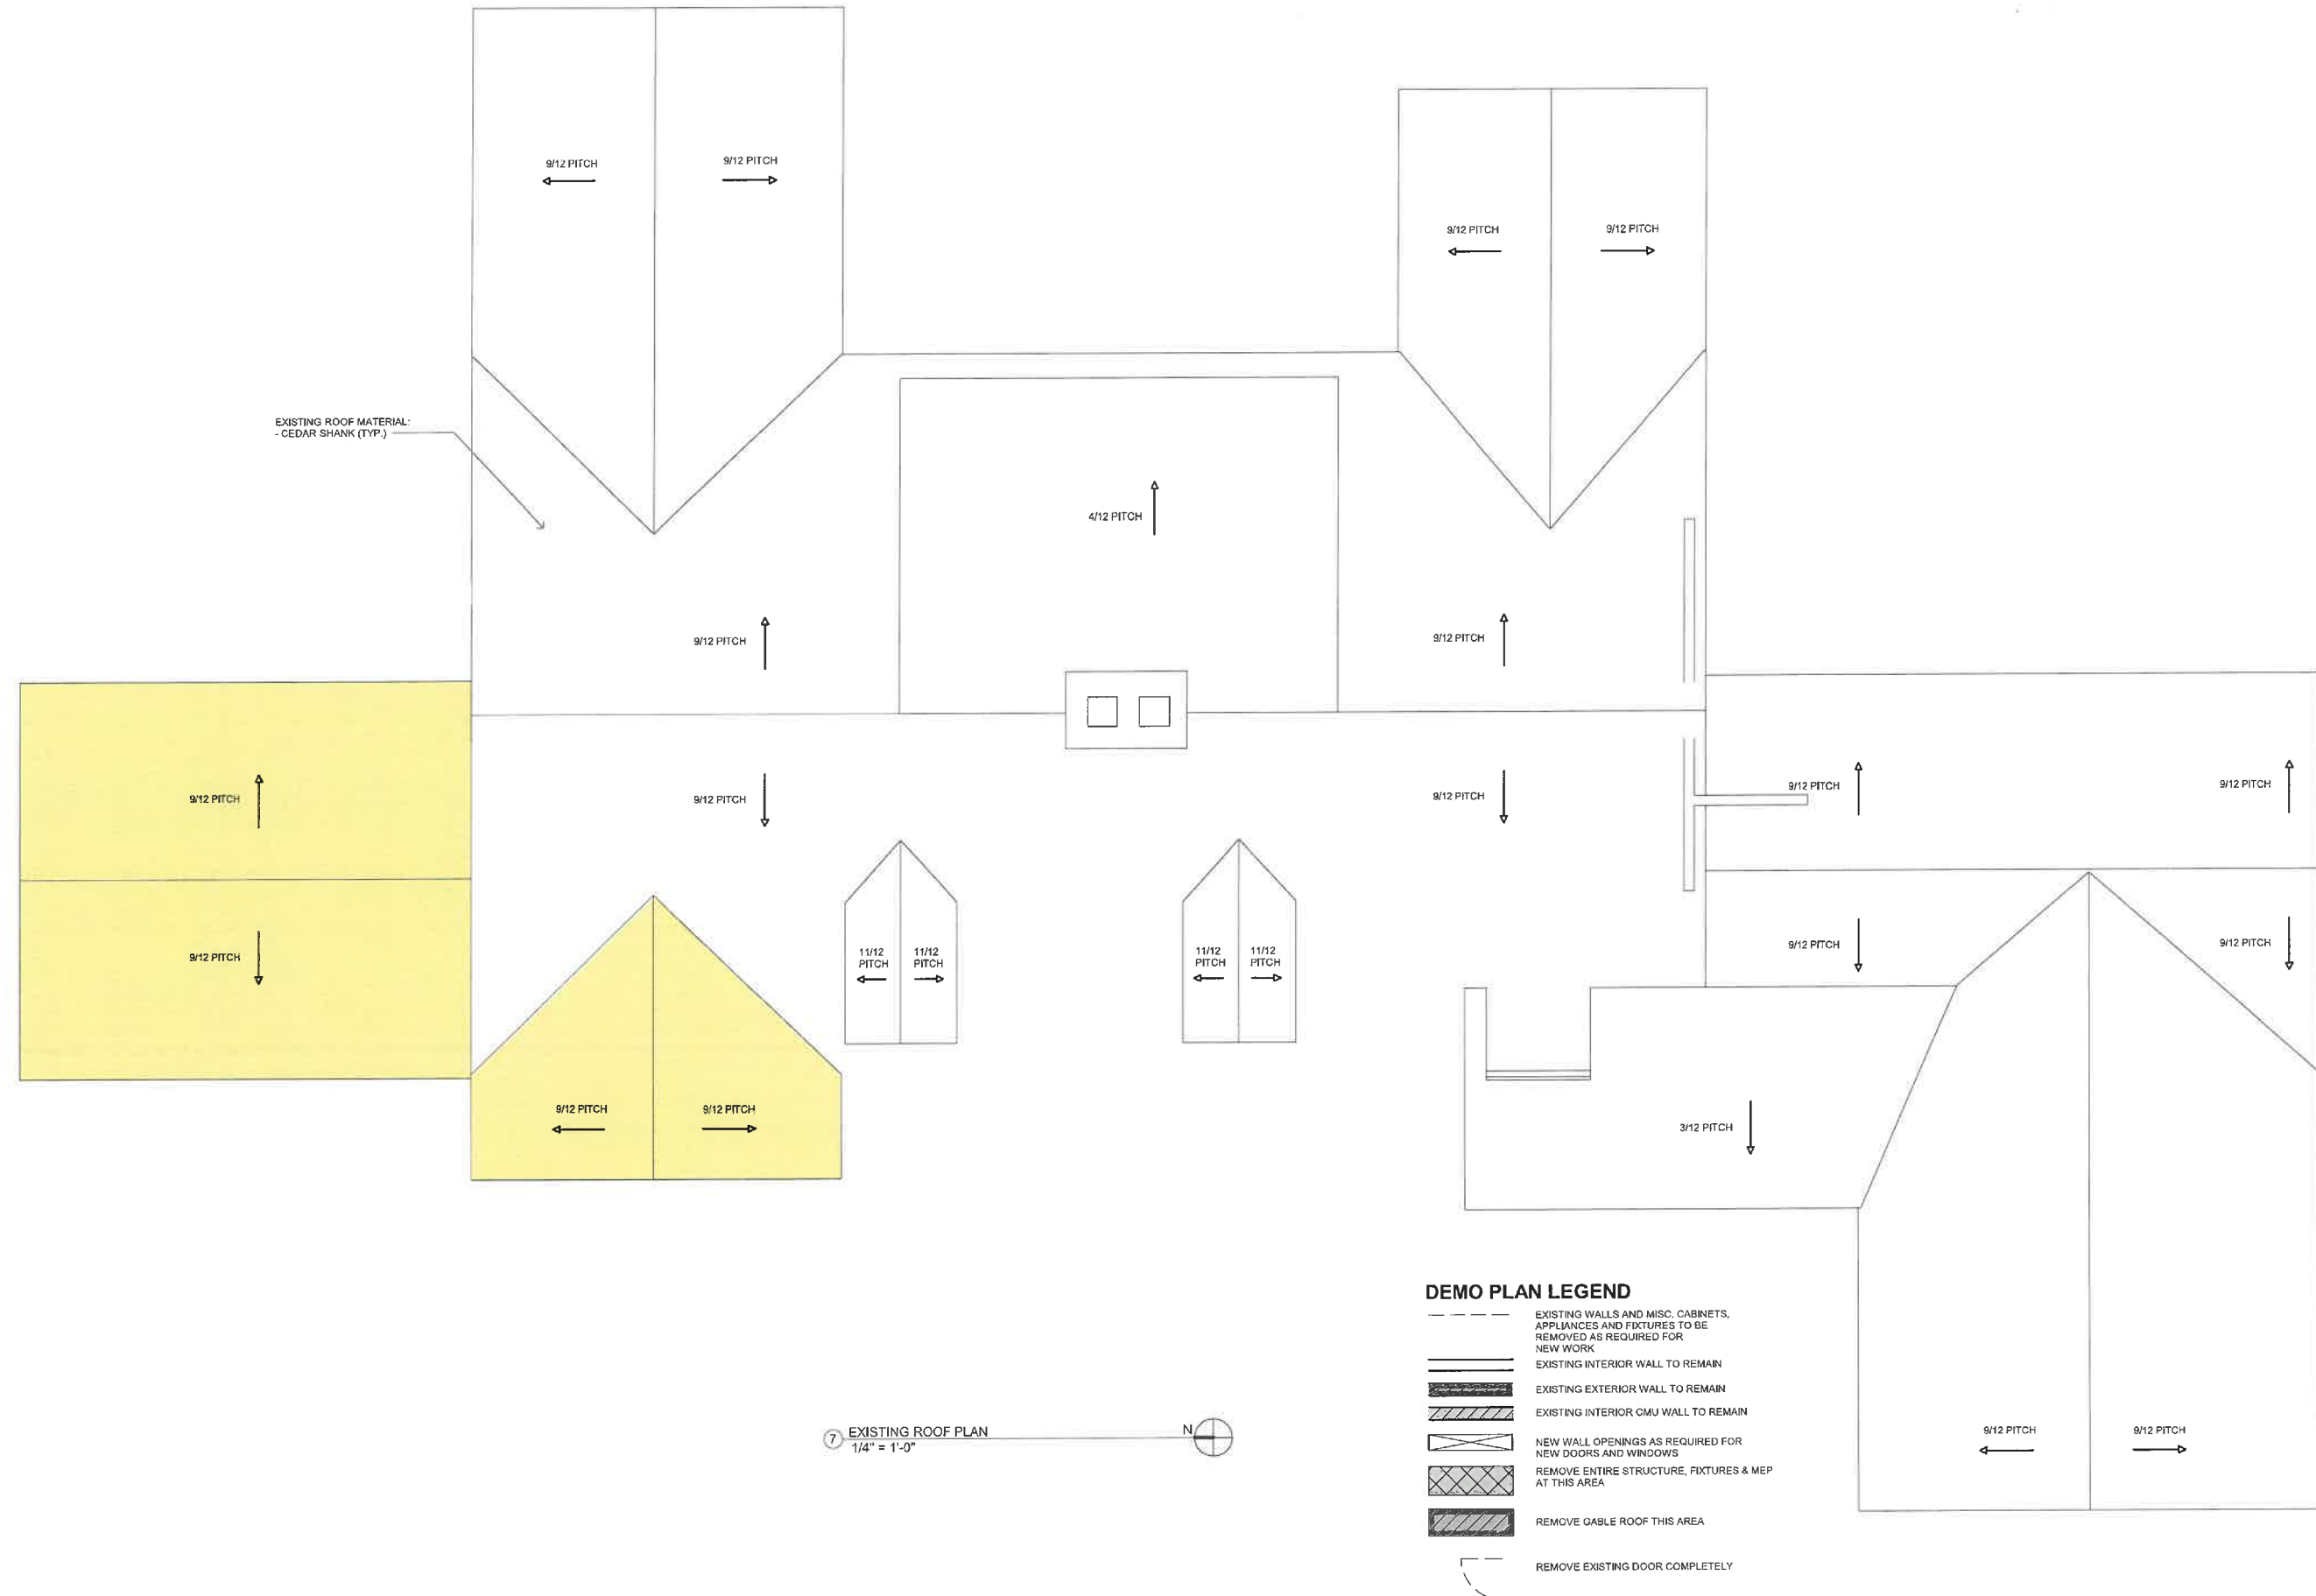 9/12 PITCH
9/12 PITCH
9/12 PITCH
9/12 PITCH
EXISTING ROOF MATERIAL:
- CEDAR SHANK (TYP.)
4/12 PITCH
9/12 PITCH
9/12 PITCH
9/12 PITCH
9/12 PITCH
9/12 PITCH
9/12 PITCH
9/12 PITCH
9/12 PITCH
9/12 PITCH
9/12 PITCH
9/12 PITCH
11/12
PITCH
11/12
PITCH
11/12
PITCH
11/12
PITCH
9/12 PITCH
9/12 PITCH
3/12 PITCH
9/12 PITCH
9/12 PITCH
7
EXISTING ROOF PLAN
1/4" = 1'-0"
N
DEMO PLAN LEGEND
EXISTING WALLS AND MISC. CABINETS,
APPLIANCES AND FIXTURES TO BE
REMOVED AS REQUIRED FOR
NEW WORK
EXISTING INTERIOR WALL TO REMAIN
EXISTING EXTERIOR WALL TO REMAIN
EXISTING INTERIOR CMU WALL TO REMAIN
NEW WALL OPENINGS AS REQUIRED FOR
NEW DOORS AND WINDOWS
REMOVE ENTIRE STRUCTURE, FIXTURES & MEP
AT THIS AREA
REMOVE GABLE ROOF THIS AREA
REMOVE EXISTING DOOR COMPLETELY